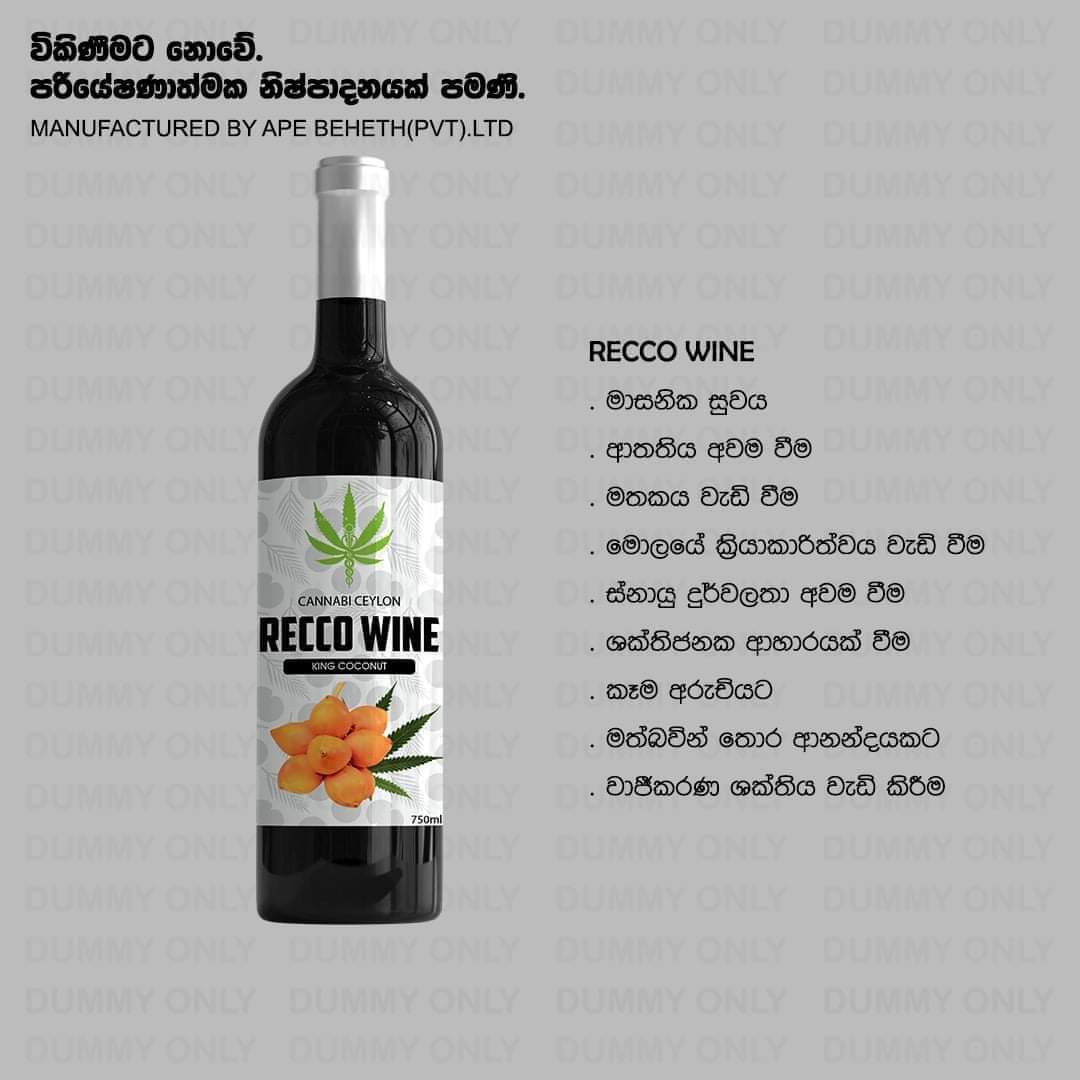 විකිණීමට නොවේ.
පරියේෂණාත්මක නිෂ්පාදනයක් පමණී.
MANUFACTURED BY APE BEHETH(PVT).LTD
CANNABI CEYLON
RECCO WINE
KING COCONUT
750ml
RECCO WINE
. මාසනික සුවය
. ආතතිය අවම වීම
. මතකය වැඩි වීම
. මොලයේ ක්‍රියාකාරිත්වය වැඩි වීම
. ස්නායු දුර්වලතා අවම වීම
. ශක්තිජනක ආහාරයක් වීම
. කෑම අරුචියට
. මත්බවින් තොර ආනන්දයකට
. වාජීකරණ ශක්තිය වැඩි කිරීම
DUMMY ONLY